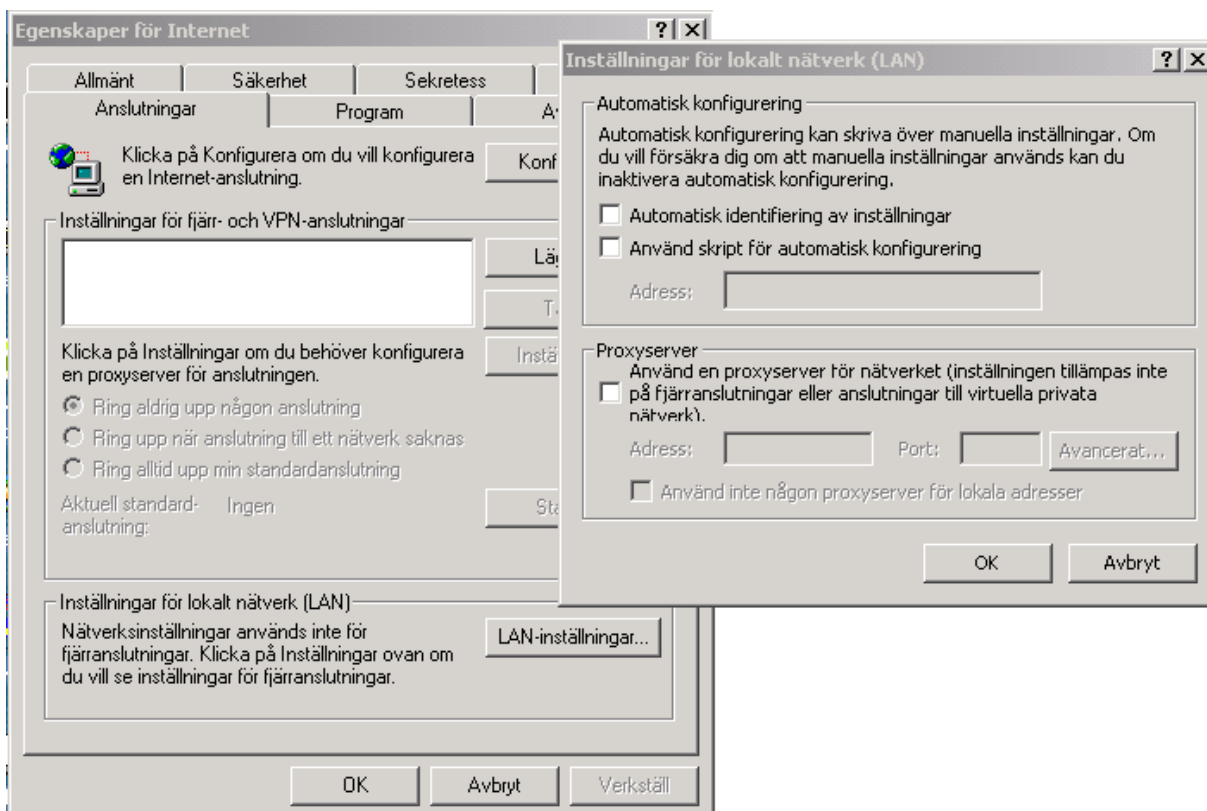 Egenskaper för Internet
Allmänt
Säkerhet
Sekretess
Anslutningar
Program
Klicka på Konfigurera om du vill konfigurera
en Internet-anslutning.
Inställningar för fjärr- och VPN-anslutningar
Klicka på Inställningar om du behöver konfigurera
en proxyserver för anslutningen.
Ring aldrig upp någon anslutning
Ring upp när anslutning till ett nätverk saknas
Ring alltid upp min standardanslutning
Aktuell standard-
anslutning:
Ingen
Inställningar för lokalt nätverk (LAN)
Nätverksinställningar används inte för
fjärranslutningar. Klicka på Inställningar ovan om
du vill se inställningar för fjärranslutningar.
LAN-inställningar...
OK
Avbryt
Verkställ
Inställningar för lokalt nätverk (LAN)
Automatisk konfigurering
Automatisk konfigurering kan skriva över manuella inställningar. Om
du vill försäkra dig om att manuella inställningar används kan du
inaktivera automatisk konfigurering.
Automatisk identifiering av inställningar
Använd skript för automatisk konfigurering
Adress:
Proxyserver
Använd en proxyserver för nätverket (inställningen tillämpas inte
på fjärranslutningar eller anslutningar till virtuella privata
nätverk).
Adress:
Port:
Avancerat...
Använd inte någon proxyserver för lokala adresser
OK
Avbryt